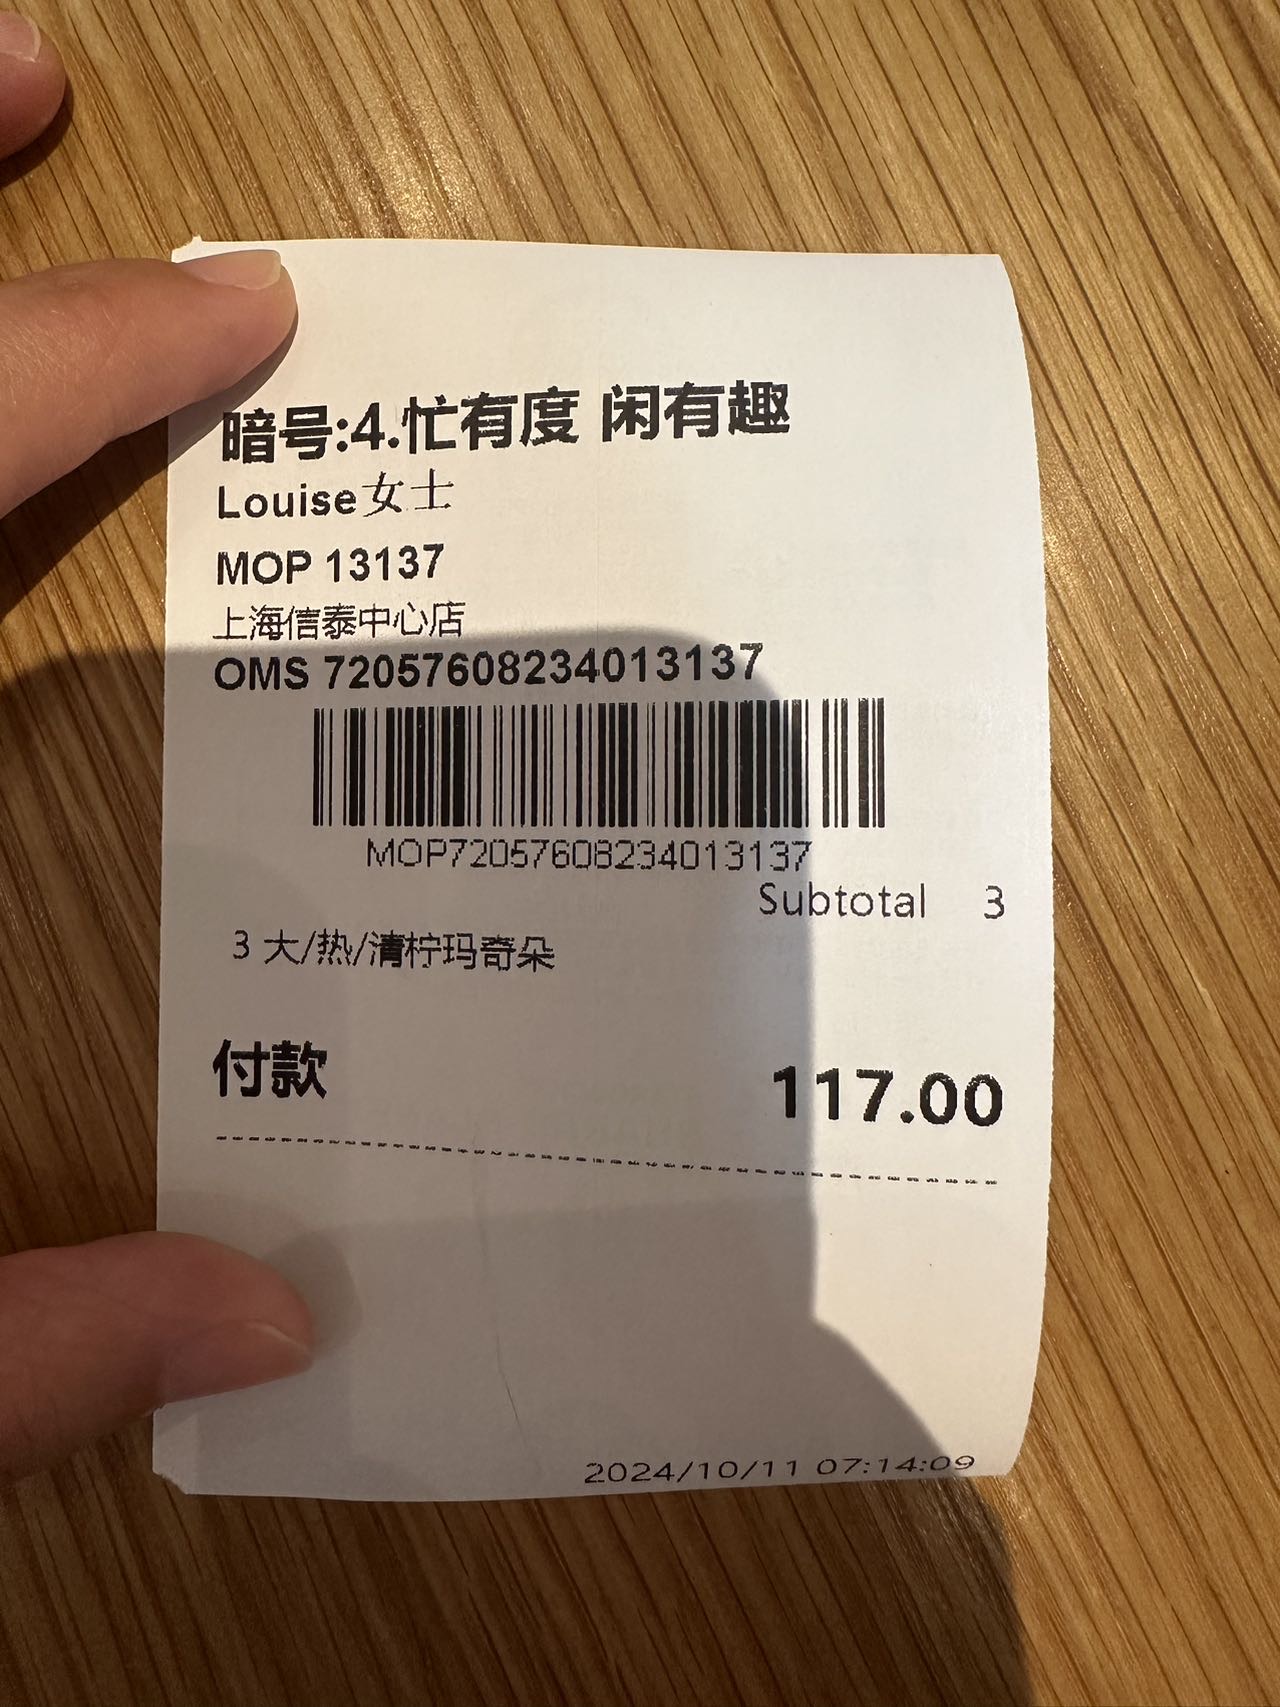 暗号:4.忙有度 闲有趣
Louise女士
MOP 13137
上海信泰中心店
OMS 72057608234013137
MOP72057608234013137
Subtotal 3
3 大/热/清柠玛奇朵
付款 117.00
2024/10/11 07:14:09